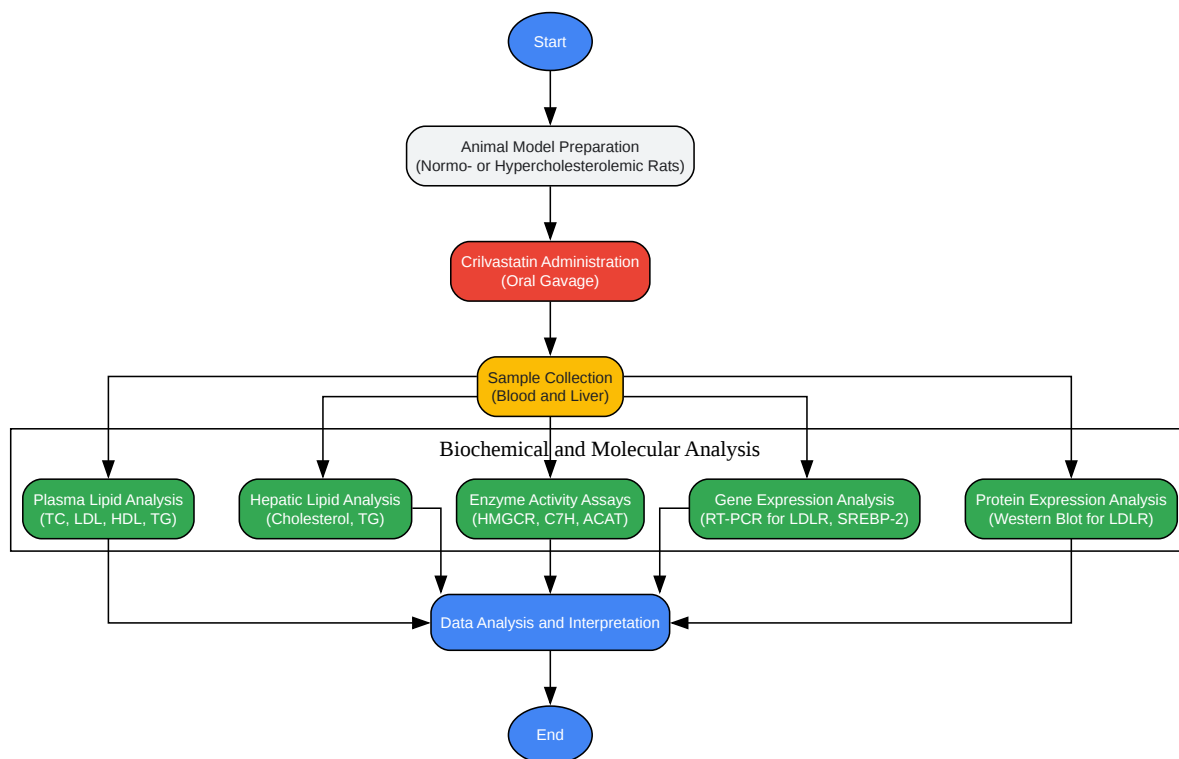 Start
Animal Model Preparation
(Normo- or Hypercholesterolemic Rats)
Crilvastatin Administration
(Oral Gavage)
Sample Collection
(Blood and Liver)
Biochemical and Molecular Analysis
Plasma Lipid Analysis
(TC, LDL, HDL, TG)
Hepatic Lipid Analysis
(Cholesterol, TG)
Enzyme Activity Assays
(HMGCR, C7H, ACAT)
Gene Expression Analysis
(RT-PCR for LDLR, SREBP-2)
Protein Expression Analysis
(Western Blot for LDLR)
Data Analysis and Interpretation
End